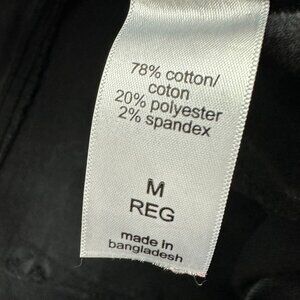 78% cotton/
coton
20% polyester
2% spandex
M
REG
made in
bangladesh